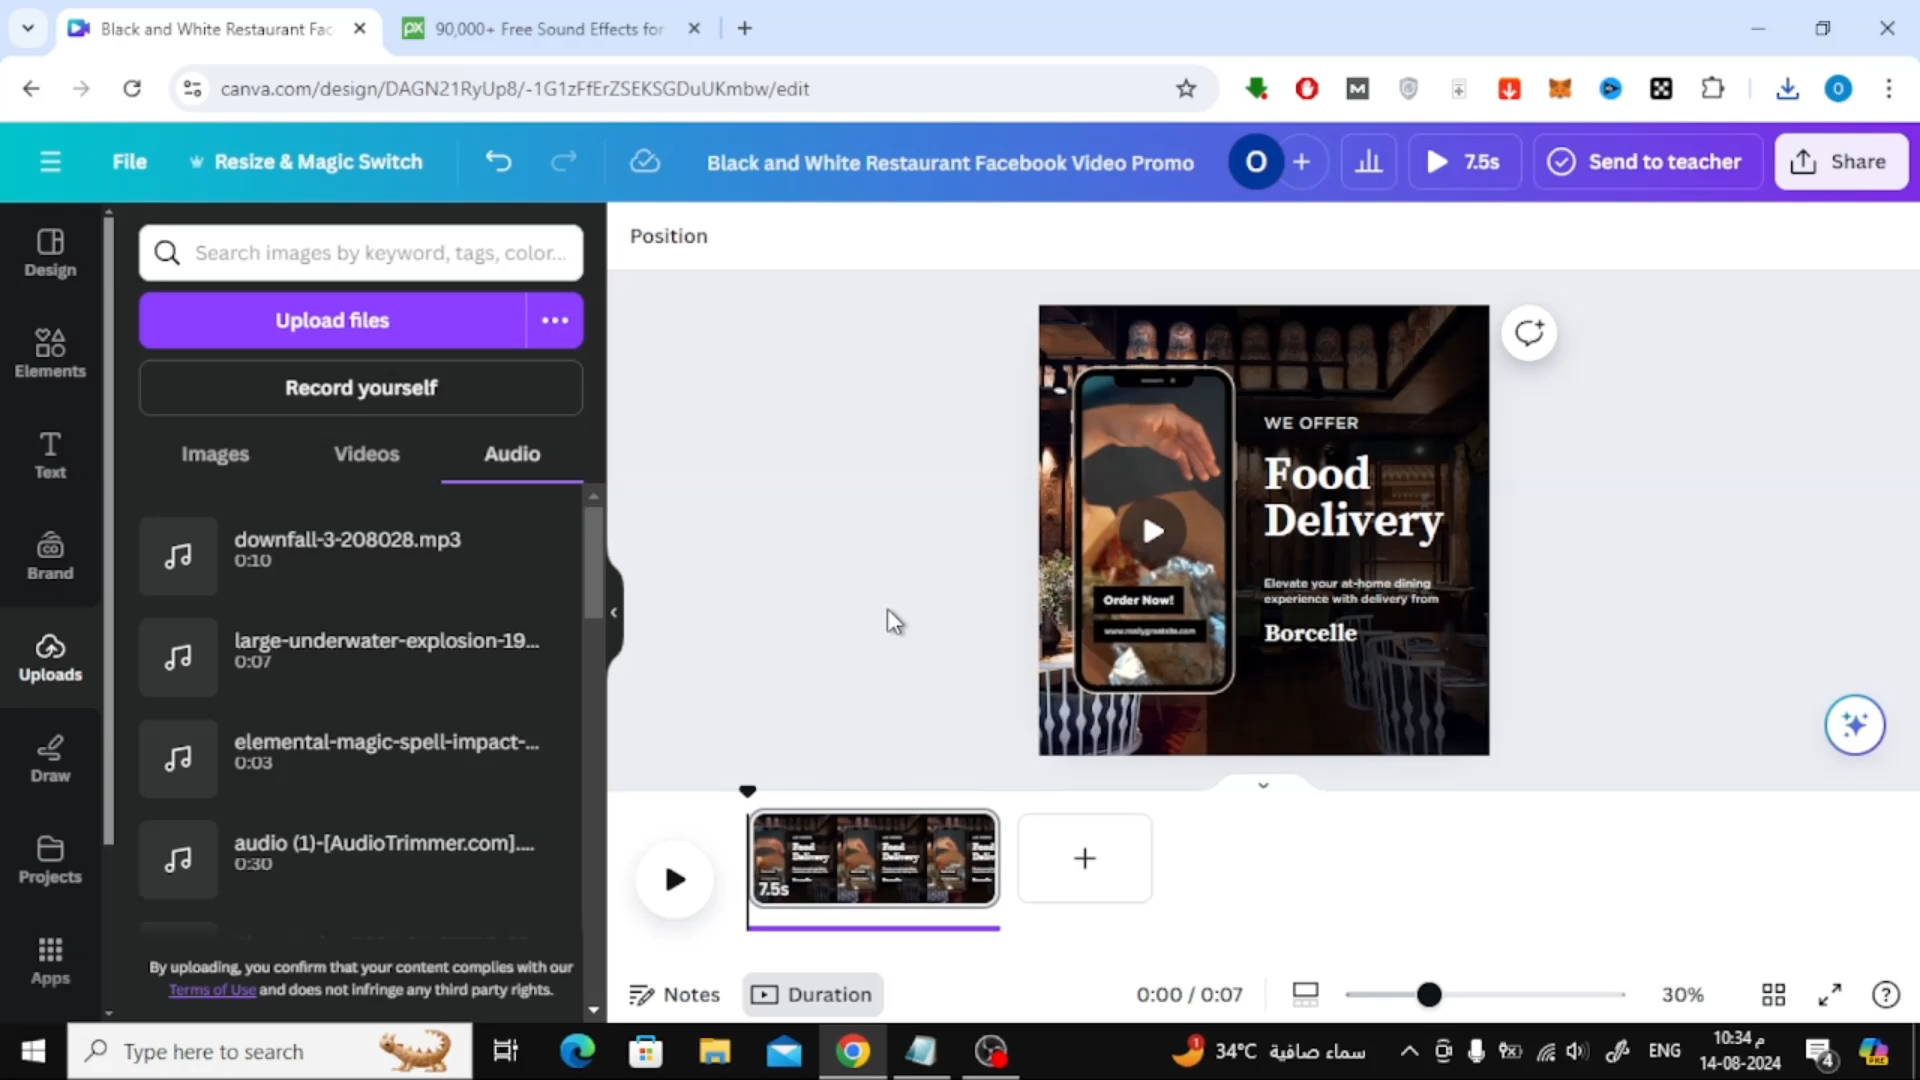 Black and White Restaurant Fac
90,000+ Free Sound Effects for
canva.com/design/DAGN21RyUp8/-1G1zFfErZSEKSGDuUKmbw/edit
File
Resize & Magic Switch
Black and White Restaurant Facebook Video Promo
O
7.5s
Send to teacher
Share
Design
Elements
Text
Brand
Uploads
Draw
Projects
Apps
Search images by keyword, tags, color...
Upload files
Record yourself
Images
Videos
Audio
downfall-3-208028.mp3
0:10
large-underwater-explosion-19...
0:07
elemental-magic-spell-impact-...
0:03
audio (1)-[AudioTrimmer.com]....
0:30
By uploading, you confirm that your content complies with our
Terms of Use and does not infringe any third party rights.
Position
WE OFFER
Food
Delivery
Elevate your at-home dining
experience with delivery from
Borcelle
Order Now!
www.reallygreatsite.com
7.5s
Notes
Duration
0:00 / 0:07
30%
Type here to search
34°C سماء صافية
ENG
10:34 م
14-08-2024
4